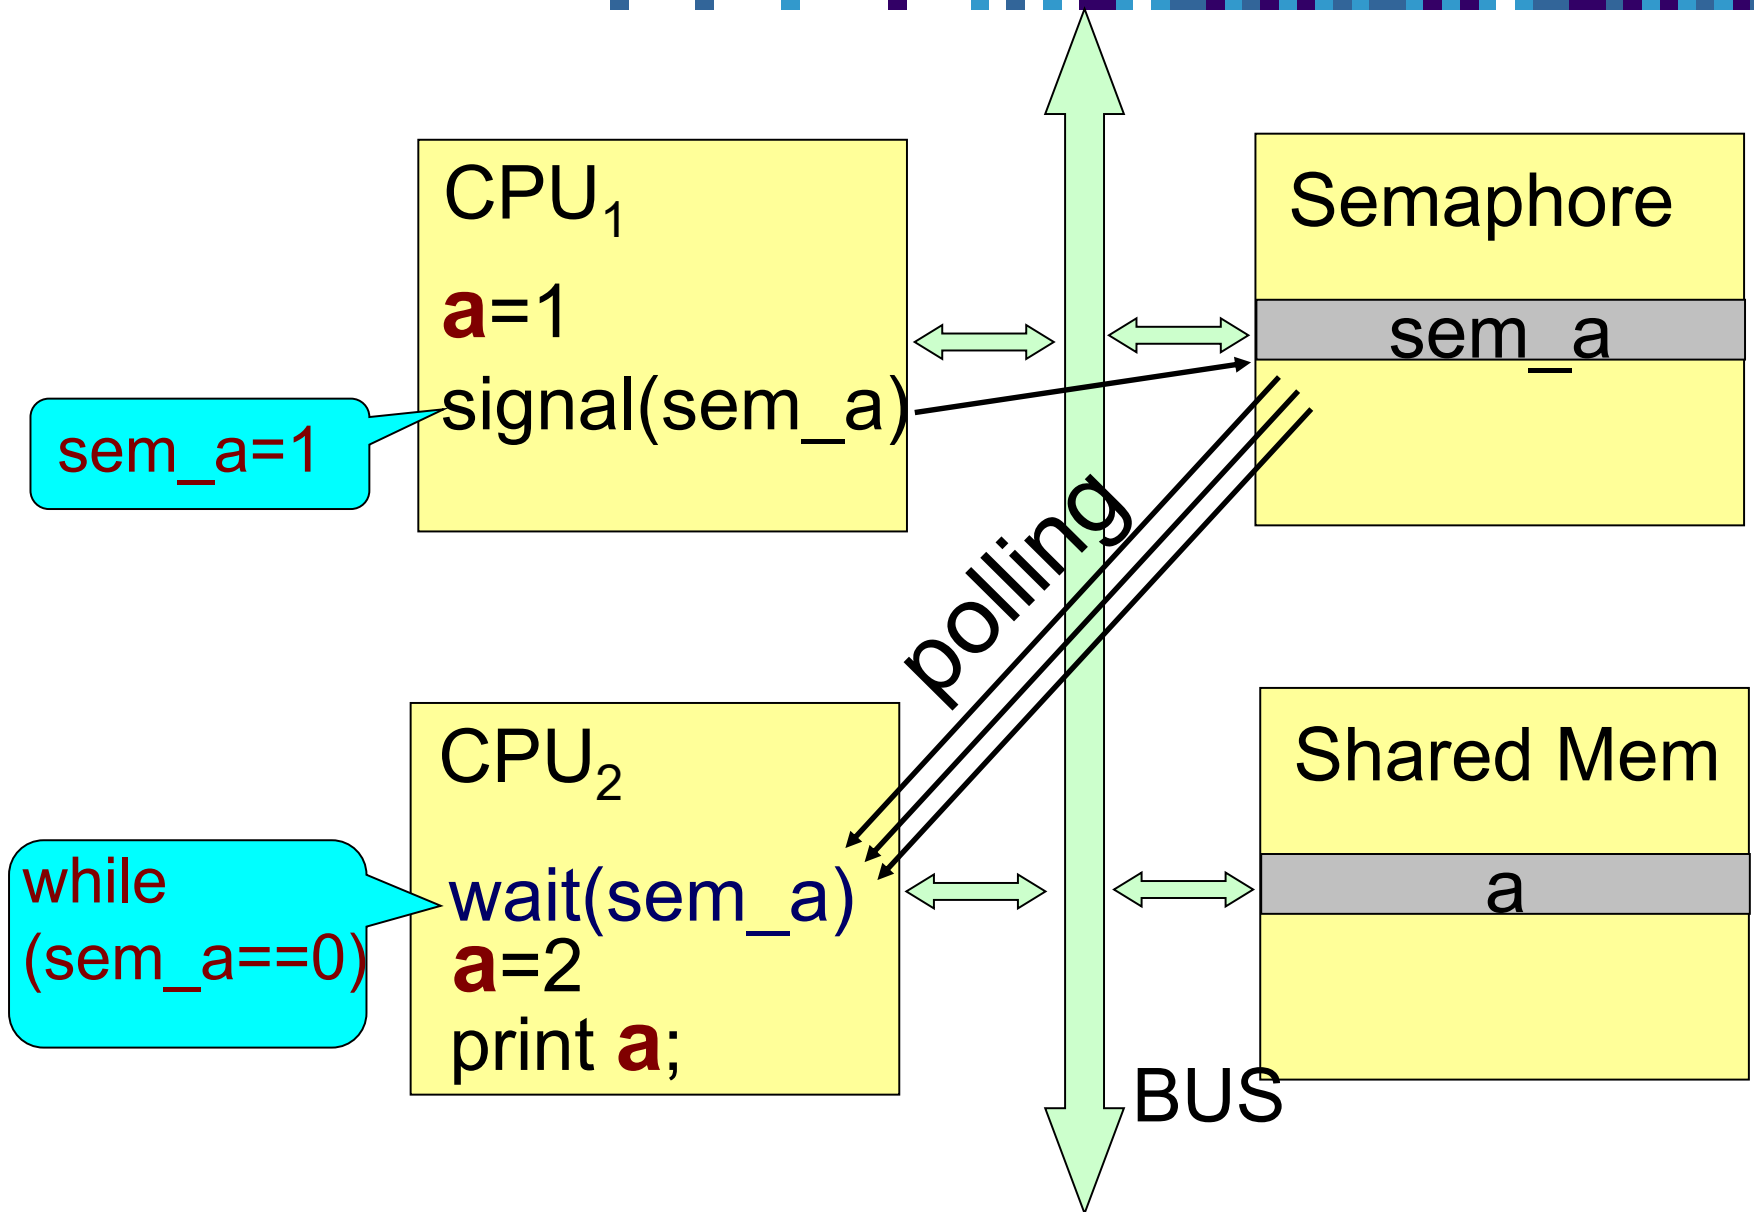 CPU₁
a=1
signal(sem_a)
sem_a=1
Semaphore
sem_a
polling
CPU₂
wait(sem_a)
a=2
print a;
while
(sem_a==0)
Shared Mem
a
BUS